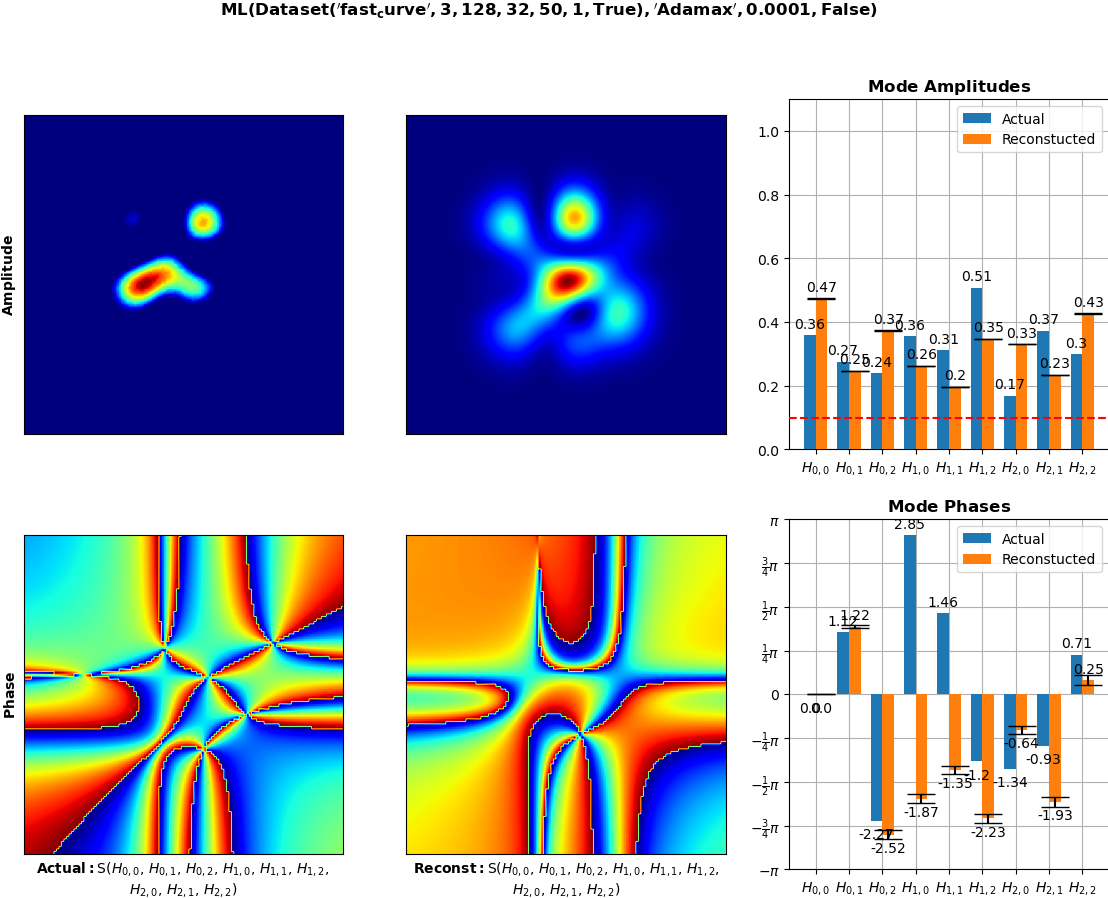 ML(Dataset('fast_curve', 3, 128, 32, 50, 1, True), 'Adamax', 0.0001, False)
Amplitude
Mode Amplitudes
Actual
Reconstucted
1.0
0.8
0.6
0.4
0.2
0.0
0.36 0.47 0.27 0.25 0.24 0.37 0.36 0.26 0.31 0.2 0.51 0.35 0.17 0.33 0.37 0.23 0.3 0.43
H0,0 H0,1 H0,2 H1,0 H1,1 H1,2 H2,0 H2,1 H2,2
Phase
Actual: S(H0,0, H0,1, H0,2, H1,0, H1,1, H1,2,
H2,0, H2,1, H2,2)
Reconst: S(H0,0, H0,1, H0,2, H1,0, H1,1, H1,2,
H2,0, H2,1, H2,2)
Mode Phases
Actual
Reconstucted
π
3/4π
1/2π
1/4π
0
−1/4π
−1/2π
−3/4π
−π
0.0 1.22 -2.52 2.85 -1.87 1.46 -1.35 -1.2 -2.23 -1.34 -0.64 -0.93 -1.93 0.71 0.25
H0,0 H0,1 H0,2 H1,0 H1,1 H1,2 H2,0 H2,1 H2,2